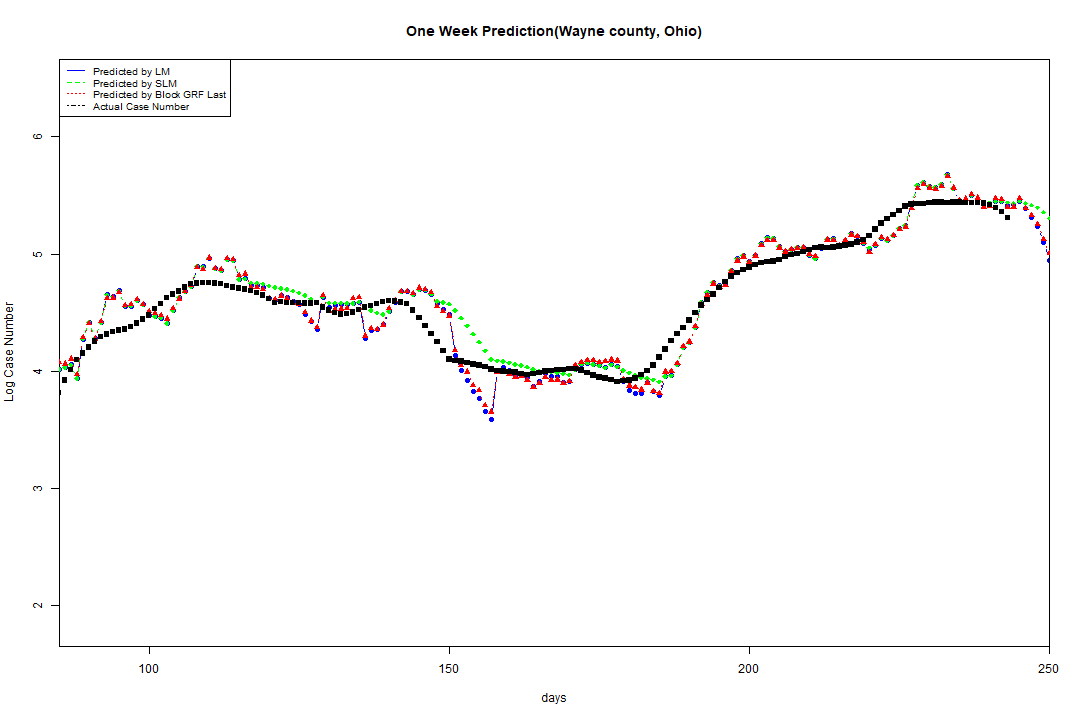 One Week Prediction(Wayne county, Ohio)
Predicted by LM
Predicted by SLM
Predicted by Block GRF Last
Actual Case Number
Log Case Number
6
5
4
3
2
100
150
200
250
days